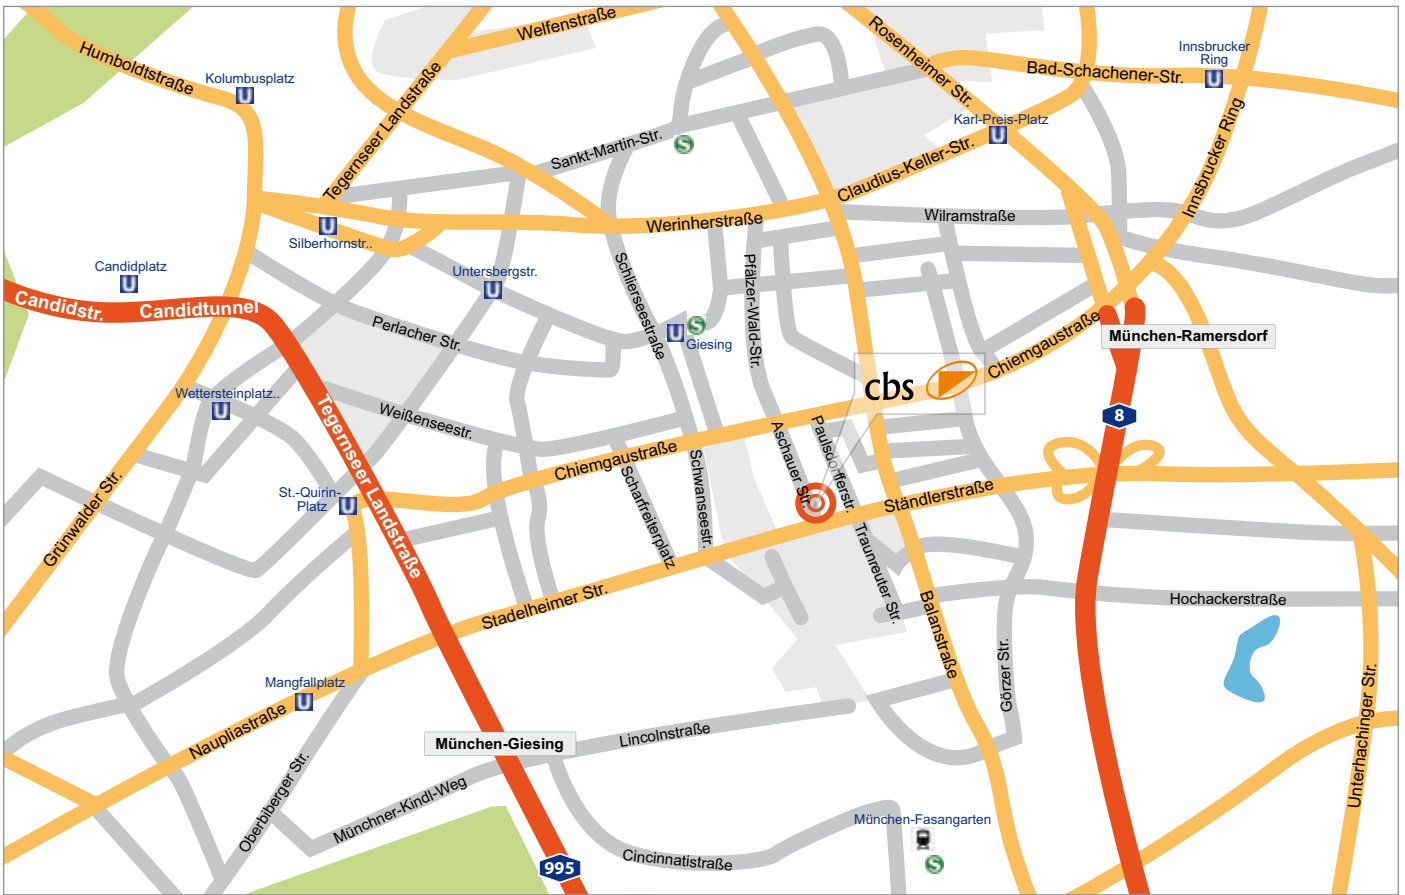 Welfenstraße
Humboldtstraße
Rosenheimer Str.
Innsbrucker
Ring
Kolumbusplatz
U
U
Bad-Schachener-Str.
Tegernseer Landstraße
Karl-Preis-Platz
U
Sankt-Martin-Str.
S
Claudius-Keller-Str.
Innsbrucker Ring
Werinherstraße
Wilramstraße
U
Silberhornstr..
Candidplatz
U
Untersbergstr.
U
Schlierseestraße
Pfälzer-Wald-Str.
Candidstr.
Candidtunnel
Perlacher Str.
U
S
Giesing
Chiemgaustraße
München-Ramersdorf
cbs
Wettersteinplatz..
U
8
Weißenseestr.
Tegernseer Landstraße
Chiemgaustraße
Aschauer Str.
Paulsdorfferstr.
Scharfreiterplatz
Schwanseestr.
Ständlerstraße
Grünwalder Str.
St.-Quirin-
Platz
U
Traunreuter Str.
Stadelheimer Str.
Balanstraße
Hochackerstraße
Görzer Str.
Mangfallplatz
U
Naupliastraße
Unterhachinger Str.
München-Giesing
Lincolnstraße
Oberbiberger Str.
Münchner-Kindl-Weg
München-Fasangarten
S
Cincinnatistraße
995